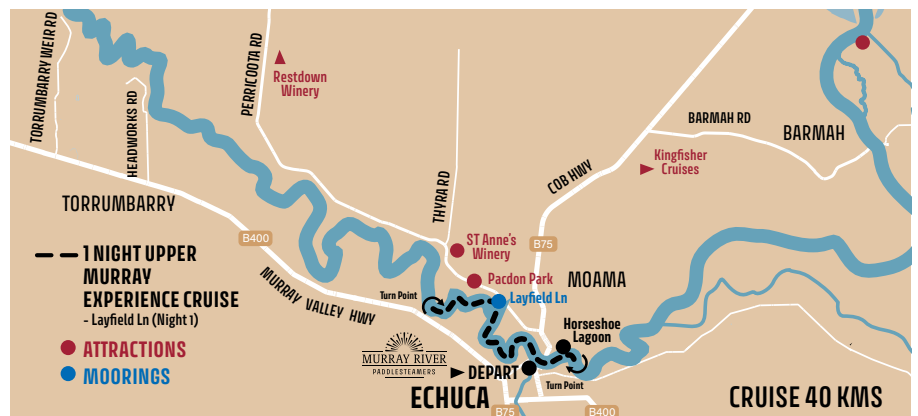 TORRUMBARRY WEIR RD
HEADWORKS RD
PERRICOOTA RD
Restdown
Winery
THYRA RD
COB HWY
BARMAH RD
BARMAH
Kingfisher
Cruises
TORRUMBARRY
B400
ST Anne's
Winery
B75
Pacdon Park
MOAMA
Layfield Ln
MURRAY VALLEY HWY
Turn Point
1 NIGHT UPPER
MURRAY
EXPERIENCE CRUISE
- Layfield Ln (Night 1)
ATTRACTIONS
MOORINGS
Horseshoe
Lagoon
MURRAY RIVER
PADDLESTEAMERS
DEPART
Turn Point
ECHUCA
B75
B400
CRUISE 40 KMS